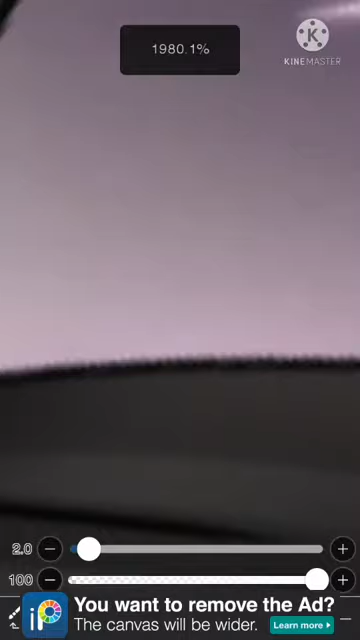 1980.1%
K
KINEMASTER
2.0
100
You want to remove the Ad?
The canvas will be wider.
Learn more